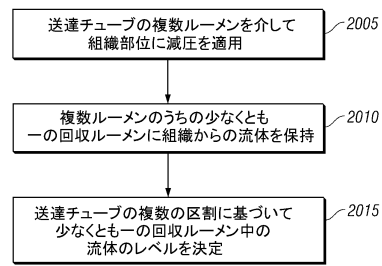 送達チューブの複数ルーメンを介して
組織部位に減圧を適用
2005
複数ルーメンのうちの少なくとも
一の回収ルーメンに組織からの流体を保持
2010
送達チューブの複数の区割に基づいて
少なくとも一の回収ルーメン中の
流体のレベルを決定
2015